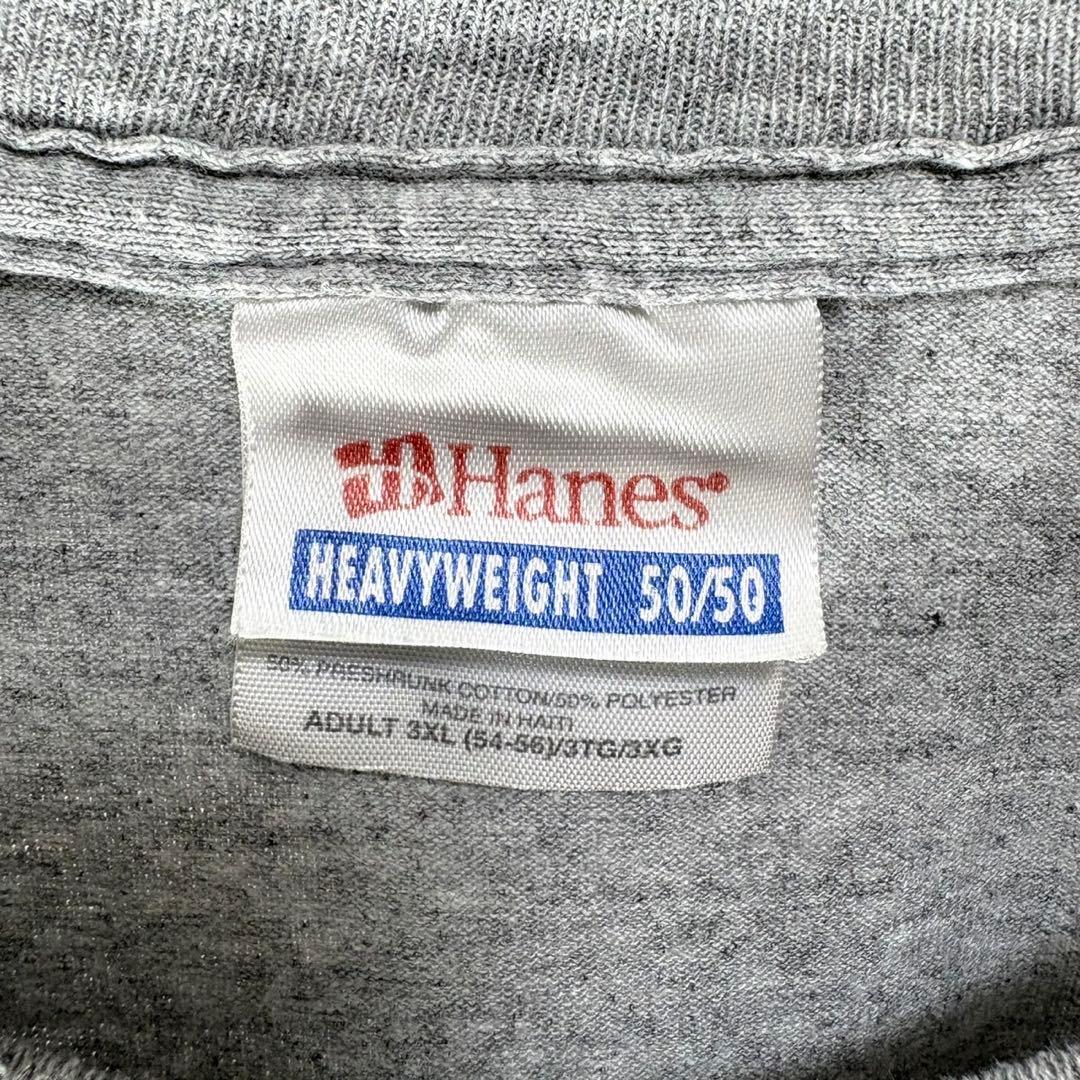 Hanes®
HEAVYWEIGHT 50/50
50% PRESHRUNK COTTON/50% POLYESTER
MADE IN HAITI
ADULT 3XL (54-56)/3TG/3XG